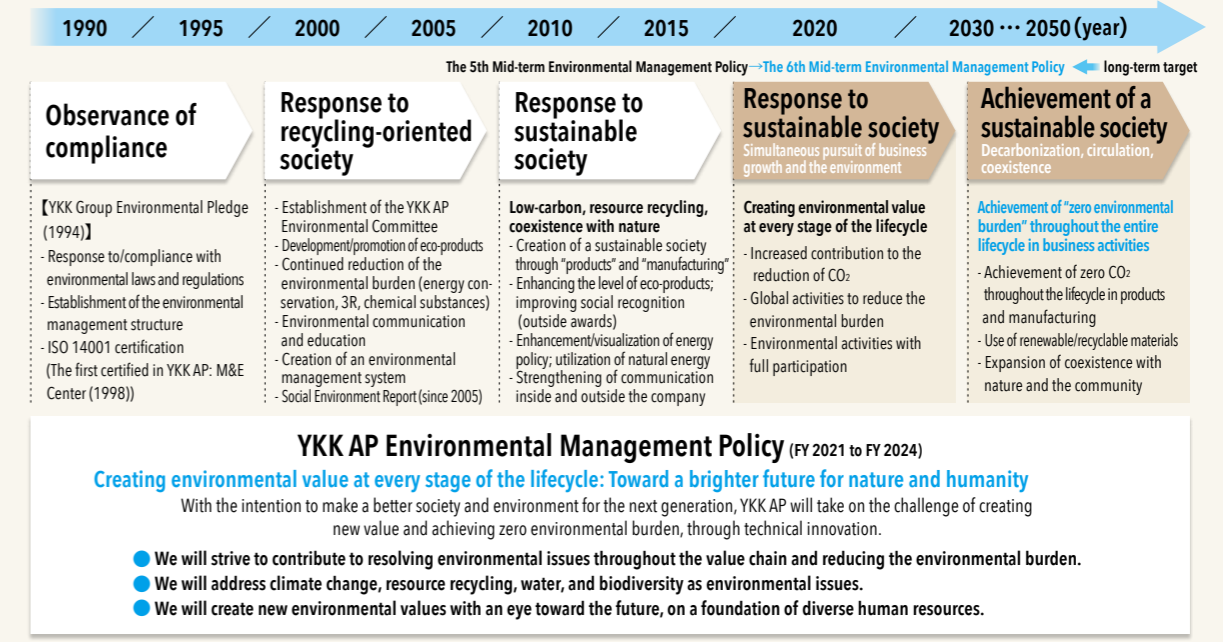 1990 / 1995 / 2000 / 2005 / 2010 / 2015 / 2020 / 2030 ··· 2050 (year)
The 5th Mid-term Environmental Management Policy→The 6th Mid-term Environmental Management Policy long-term target
Observance of
compliance
【YKK Group Environmental Pledge
(1994)】
- Response to/compliance with
environmental laws and regulations
- Establishment of the environmental
management structure
- ISO 14001 certification
(The first certified in YKK AP: M&E
Center (1998))
Response to
recycling-oriented
society
- Establishment of the YKK AP
Environmental Committee
- Development/promotion of eco-products
- Continued reduction of the
environmental burden (energy con-
servation, 3R, chemical substances)
- Environmental communication
and education
- Creation of an environmental
management system
- Social Environment Report (since 2005)
Response to
sustainable
society
Low-carbon, resource recycling,
coexistence with nature
- Creation of a sustainable society
through "products" and "manufacturing"
- Enhancing the level of eco-products;
improving social recognition
(outside awards)
- Enhancement/visualization of energy
policy; utilization of natural energy
- Strengthening of communication
inside and outside the company
Response to
sustainable society
Simultaneous pursuit of business
growth and the environment
Creating environmental value
at every stage of the lifecycle
- Increased contribution to the
reduction of CO₂
- Global activities to reduce the
environmental burden
- Environmental activities with
full participation
Achievement of a
sustainable society
Decarbonization, circulation,
coexistence
Achievement of "zero environmental
burden" throughout the entire
lifecycle in business activities
- Achievement of zero CO₂
throughout the lifecycle in products
and manufacturing
- Use of renewable/recyclable materials
- Expansion of coexistence with
nature and the community
YKK AP Environmental Management Policy (FY 2021 to FY 2024)
Creating environmental value at every stage of the lifecycle: Toward a brighter future for nature and humanity
With the intention to make a better society and environment for the next generation, YKK AP will take on the challenge of creating
new value and achieving zero environmental burden, through technical innovation.
● We will strive to contribute to resolving environmental issues throughout the value chain and reducing the environmental burden.
● We will address climate change, resource recycling, water, and biodiversity as environmental issues.
● We will create new environmental values with an eye toward the future, on a foundation of diverse human resources.